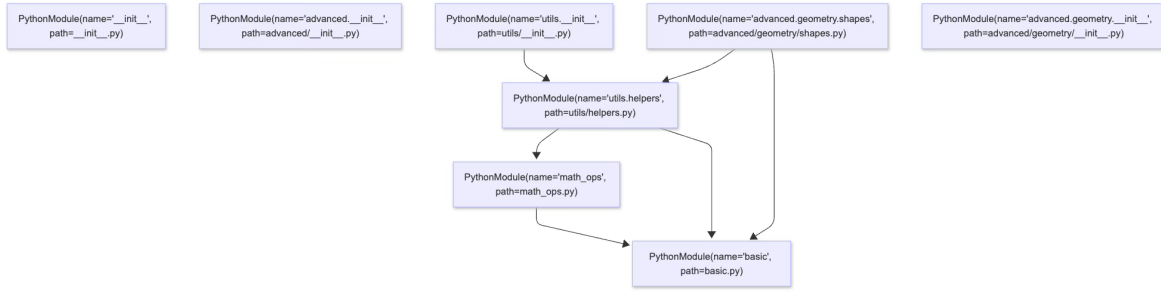 PythonModule(name='__init__',
path=__init__.py)
PythonModule(name='advanced.__init__',
path=advanced/__init__.py)
PythonModule(name='utils.__init__',
path=utils/__init__.py)
PythonModule(name='advanced.geometry.shapes',
path=advanced/geometry/shapes.py)
PythonModule(name='advanced.geometry.__init__',
path=advanced/geometry/__init__.py)
PythonModule(name='utils.helpers',
path=utils/helpers.py)
PythonModule(name='math_ops',
path=math_ops.py)
PythonModule(name='basic',
path=basic.py)